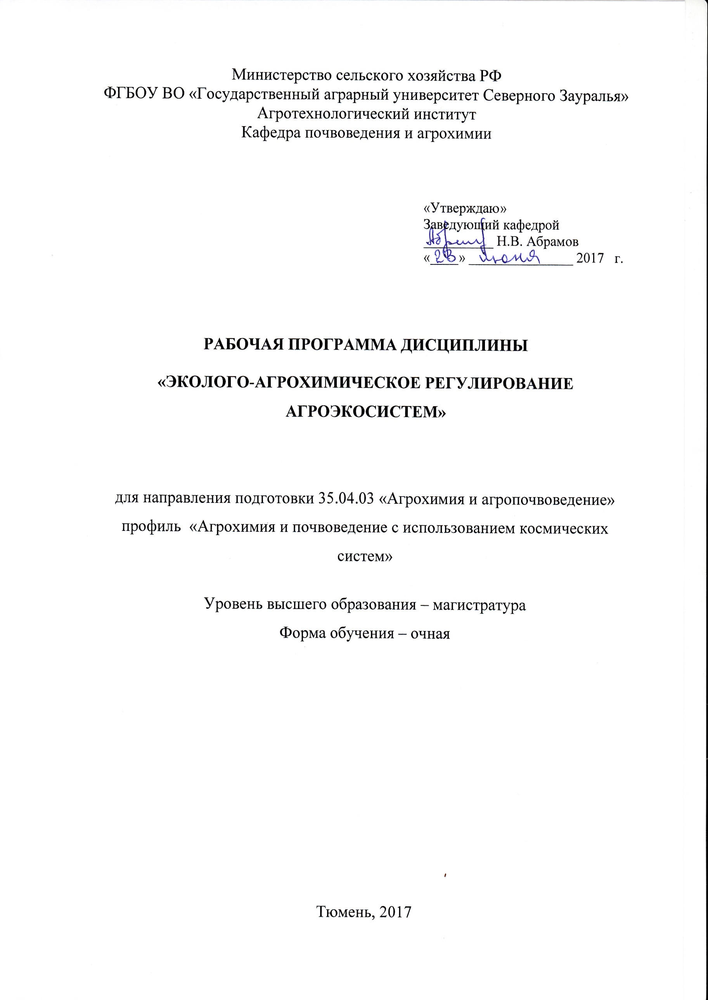 Министерство сельского хозяйства РФ
ФГБОУ ВО «Государственный аграрный университет Северного Зауралья»
Агротехнологический институт
Кафедра почвоведения и агрохимии
«Утверждаю»
Заведующий кафедрой
Н.В. Абрамов
«» июня 2017 г.
РАБОЧАЯ ПРОГРАММА ДИСЦИПЛИНЫ
«ЭКОЛОГО-АГРОХИМИЧЕСКОЕ РЕГУЛИРОВАНИЕ
АГРОЭКОСИСТЕМ»
для направления подготовки 35.04.03 «Агрохимия и агропочвоведение»
профиль «Агрохимия и почвоведение с использованием космических
систем»
Уровень высшего образования – магистратура
Форма обучения – очная
Тюмень, 2017